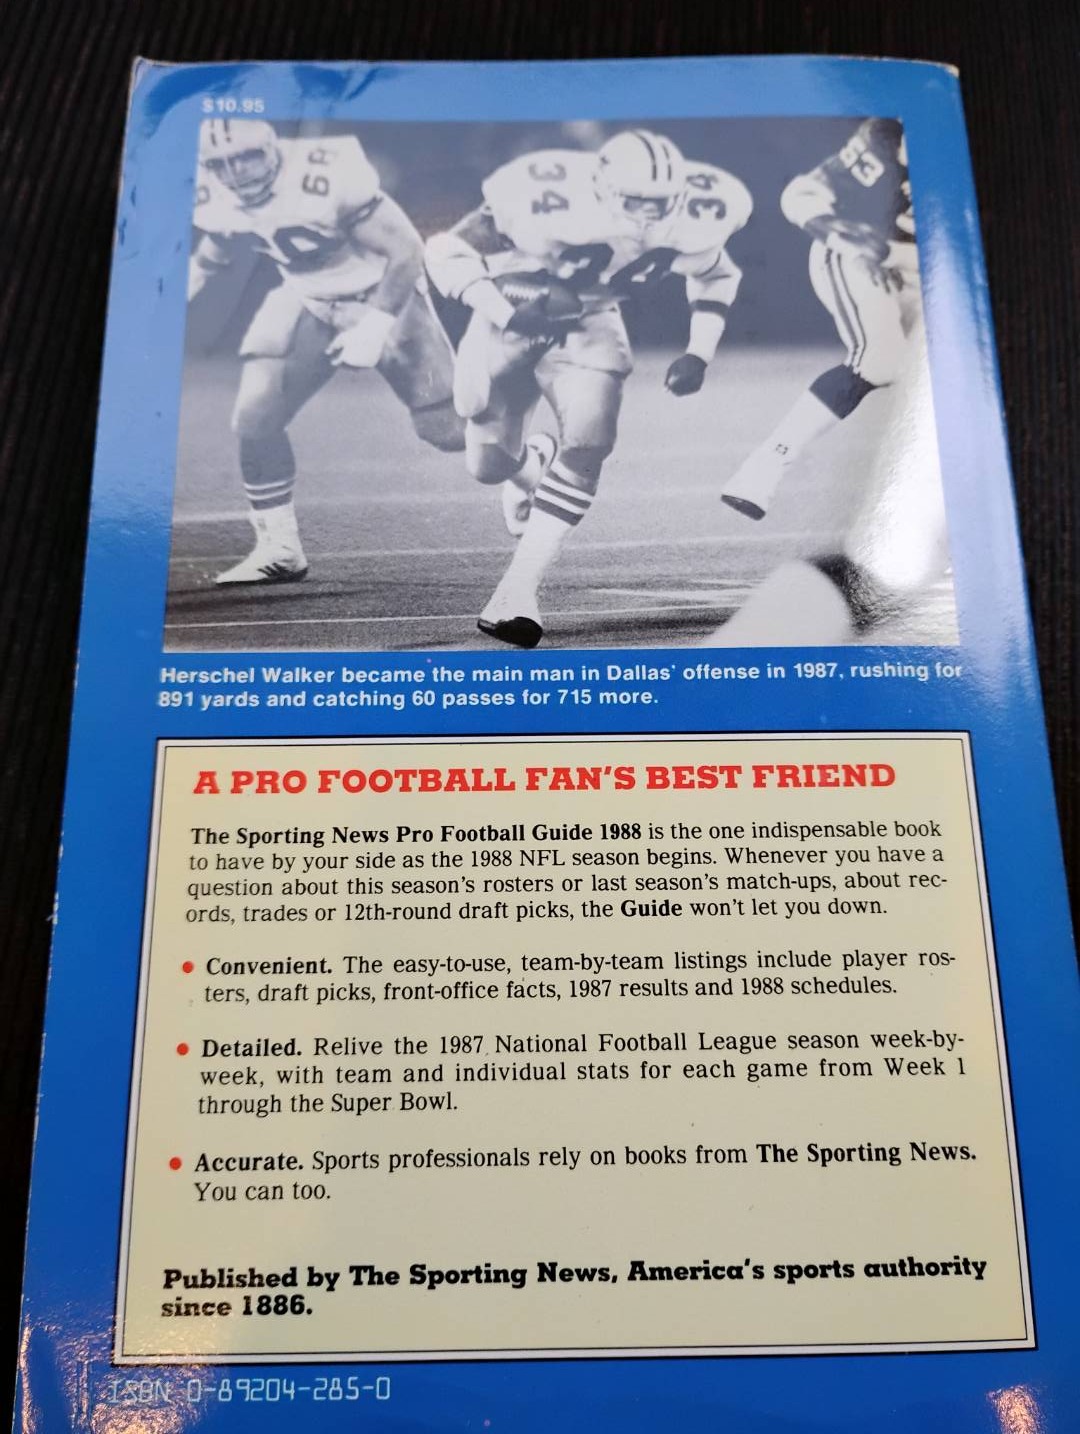 $10.95
68
34
34
34
53
Herschel Walker became the main man in Dallas' offense in 1987, rushing for
891 yards and catching 60 passes for 715 more.
A PRO FOOTBALL FAN'S BEST FRIEND
The Sporting News Pro Football Guide 1988 is the one indispensable book
to have by your side as the 1988 NFL season begins. Whenever you have a
question about this season's rosters or last season's match-ups, about rec-
ords, trades or 12th-round draft picks, the Guide won't let you down.
• Convenient. The easy-to-use, team-by-team listings include player ros-
ters, draft picks, front-office facts, 1987 results and 1988 schedules.
• Detailed. Relive the 1987 National Football League season week-by-
week, with team and individual stats for each game from Week 1
through the Super Bowl.
• Accurate. Sports professionals rely on books from The Sporting News.
You can too.
Published by The Sporting News, America's sports authority
since 1886.
ISBN 0-89204-285-0